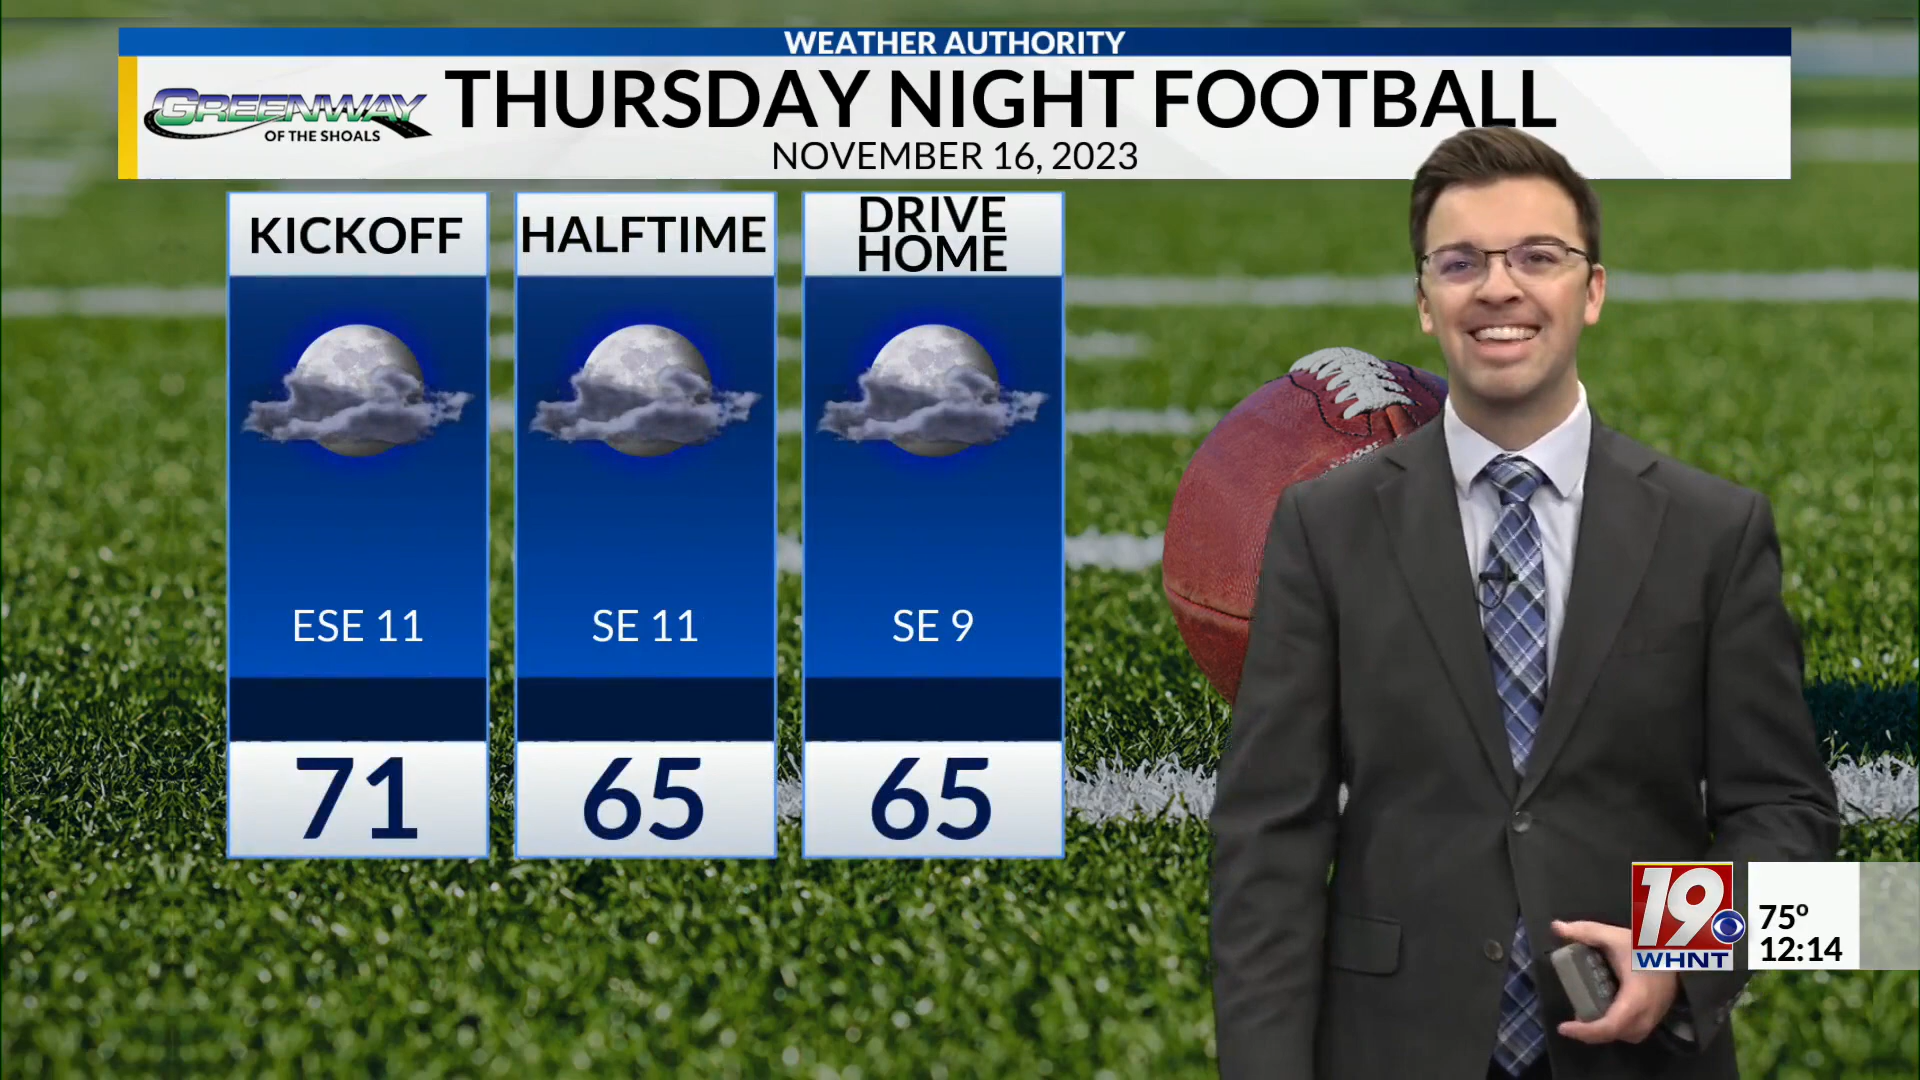 WEATHER AUTHORITY
GREENWAY
OF THE SHOALS
THURSDAY NIGHT FOOTBALL
NOVEMBER 16, 2023
KICKOFF
ESE 11
71
HALFTIME
SE 11
65
DRIVE
HOME
SE 9
65
19
WHNT
75º
12:14